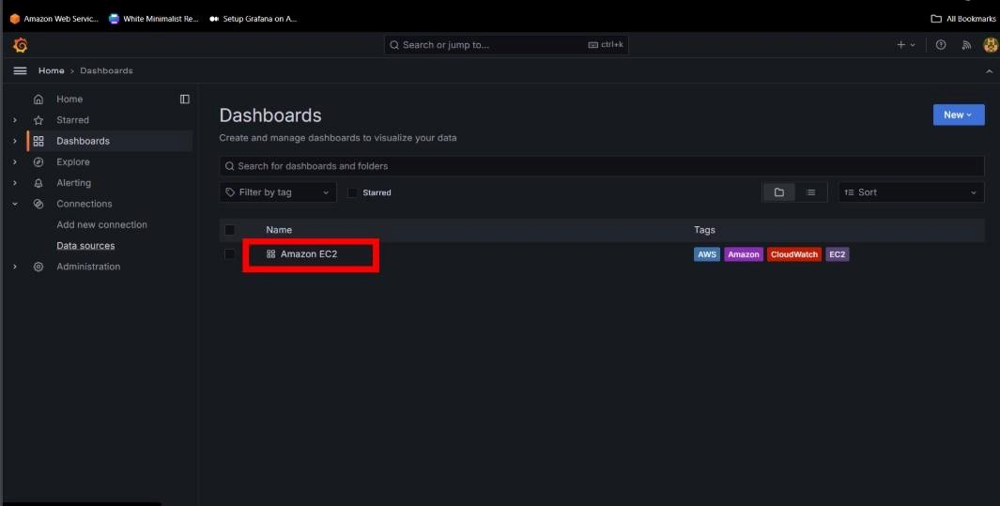 Amazon Web Servic... White Minimalist Re... Setup Grafana on A... All Bookmarks
Search or jump to... ctrl+k
Home › Dashboards
Home
Starred
Dashboards
Explore
Alerting
Connections
Add new connection
Data sources
Administration
Dashboards
New
Create and manage dashboards to visualize your data
Search for dashboards and folders
Filter by tag Starred Sort
Name Tags
Amazon EC2 AWS Amazon CloudWatch EC2